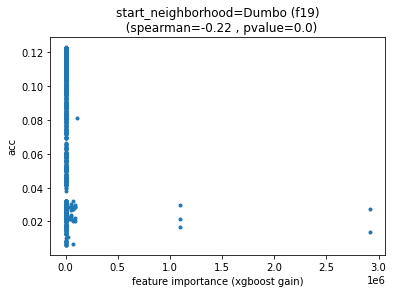 start_neighborhood=Dumbo (f19)
(spearman=-0.22 , pvalue=0.0)
acc
0.12
0.10
0.08
0.06
0.04
0.02
0.0 0.5 1.0 1.5 2.0 2.5 3.0
1e6
feature importance (xgboost gain)